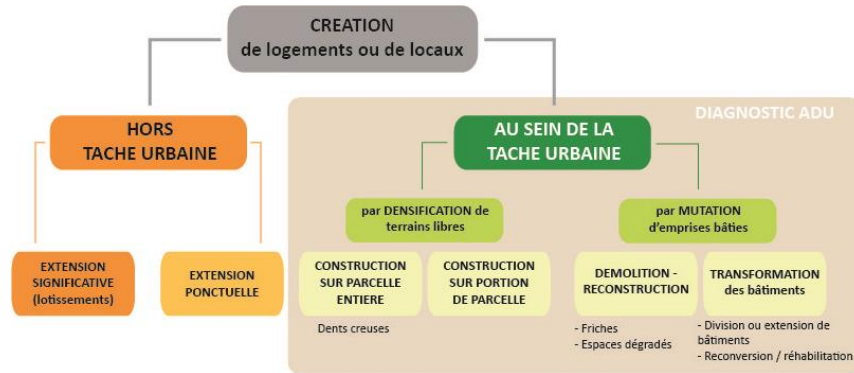 CREATION
de logements ou de locaux
DIAGNOSTIC ADU
HORS
TACHE URBAINE
AU SEIN DE LA
TACHE URBAINE
par DENSIFICATION de
terrains libres
par MUTATION
d'emprises bâties
EXTENSION
SIGNIFICATIVE
(lotissements)
EXTENSION
PONCTUELLE
CONSTRUCTION
SUR PARCELLE
ENTIERE
CONSTRUCTION
SUR PORTION
DE PARCELLE
DEMOLITION -
RECONSTRUCTION
TRANSFORMATION
des bâtiments
Dents creuses
- Friches
- Espaces dégradés
- Division ou extension de
bâtiments
- Reconversion / réhabilitation